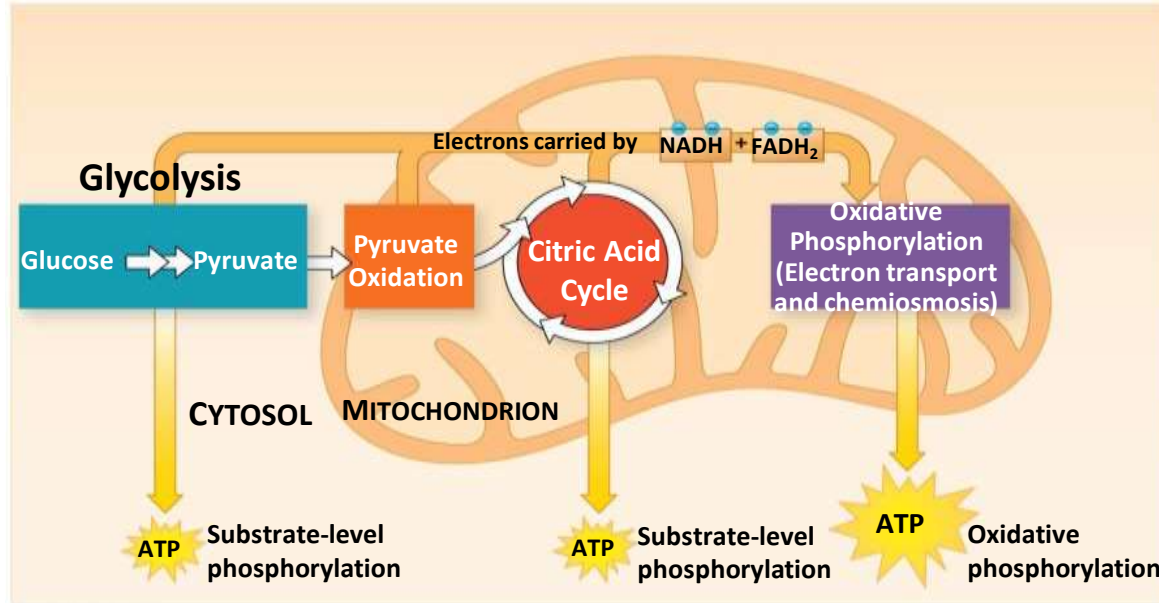 Electrons carried by NADH + FADH₂
Glycolysis
Glucose
Pyruvate
Pyruvate
Oxidation
Citric Acid
Cycle
Oxidative
Phosphorylation
(Electron transport
and chemiosmosis)
CYTOSOL
MITOCHONDRION
ATP
Substrate-level
phosphorylation
ATP
Substrate-level
phosphorylation
ATP
Oxidative
phosphorylation